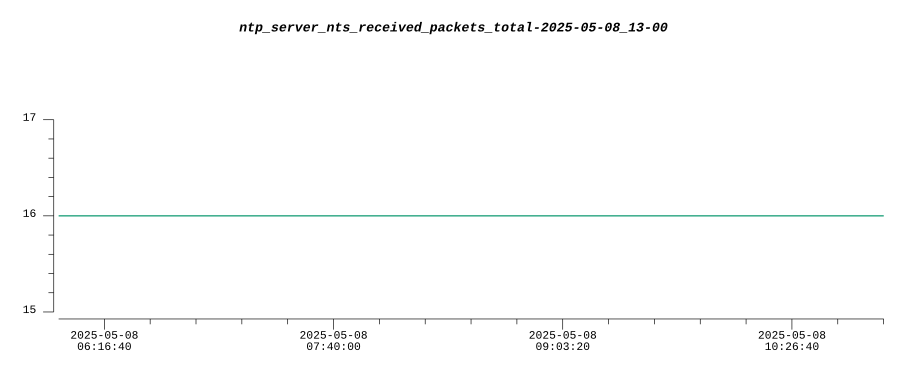 ntp_server_nts_received_packets_total-2025-05-08_13-00
17
16
15
2025-05-08 2025-05-08 2025-05-08 2025-05-08
06:16:40 07:40:00 09:03:20 10:26:40